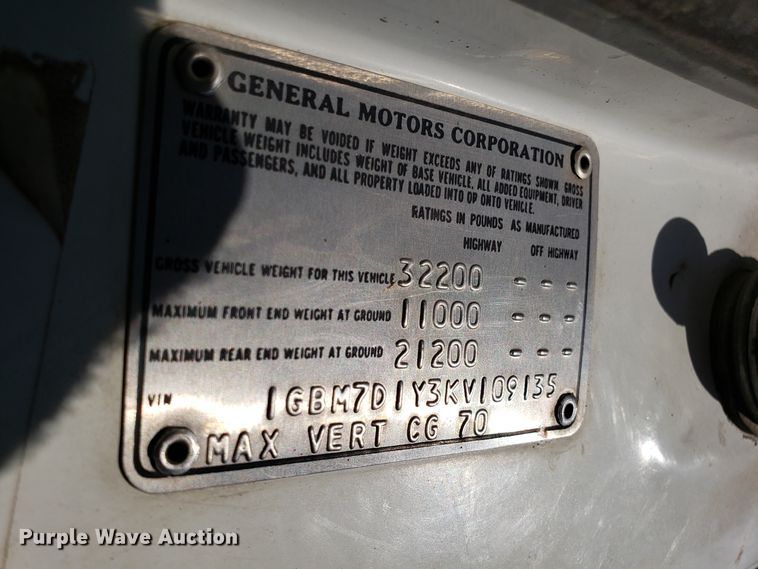 GENERAL MOTORS CORPORATION
WARRANTY MAY BE VOIDED IF WEIGHT EXCEEDS ANY OF RATINGS SHOWN GROSS
VEHICLE WEIGHT INCLUDES WEIGHT OF BASE VEHICLE, ALL ADDED EQUIPMENT, DRIVER
AND PASSENGERS, AND ALL PROPERTY LOADED INTO OP ONTO VEHICLE.
RATINGS IN POUNDS AS MANUFACTURED
HIGHWAY OFF HIGHWAY
GROSS VEHICLE WEIGHT FOR THIS VEHICLE 32200 - - -
MAXIMUM FRONT END WEIGHT AT GROUND 11000 - - -
MAXIMUM REAR END WEIGHT AT GROUND 21200 - - -
VIN 1GBM7D1Y3KV109135
MAX VERT CG 70
Purple Wave Auction